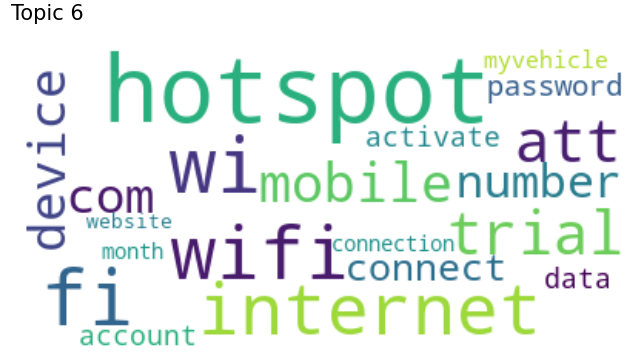 Topic 6
hotspot
myvehicle
password
device
activate
att
wi
mobile
number
com
website
trial
wifi
connection
month
connect
data
fi
internet
account